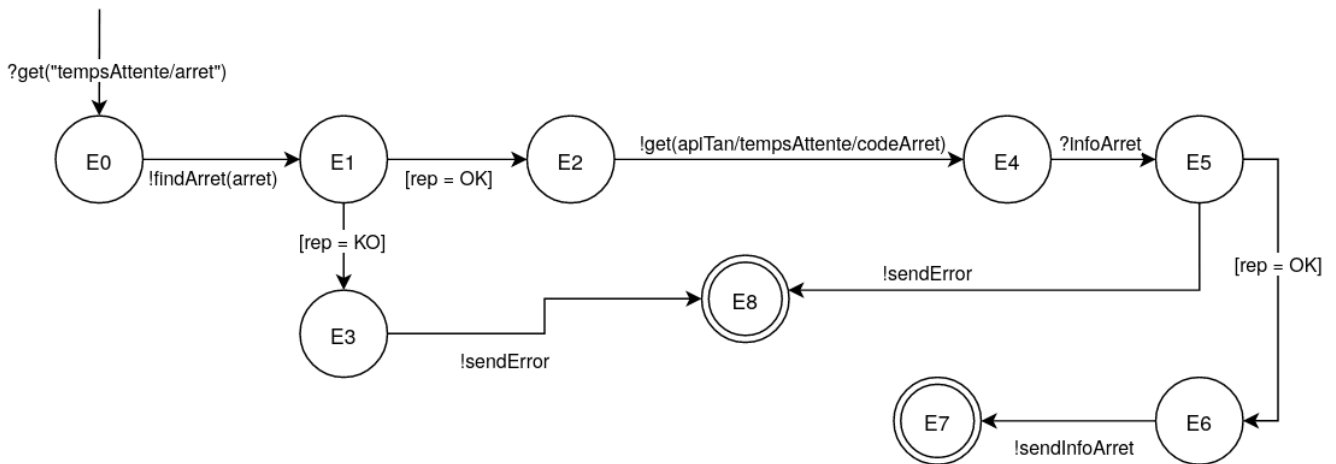 ?get("tempsAttente/arret")
E0
!findArret(arret)
E1
[rep = OK]
E2
!get(apiTan/tempsAttente/codeArret)
E4
?InfoArret
E5
[rep = KO]
[rep = OK]
!sendError
E8
E3
!sendError
E7
!sendInfoArret
E6